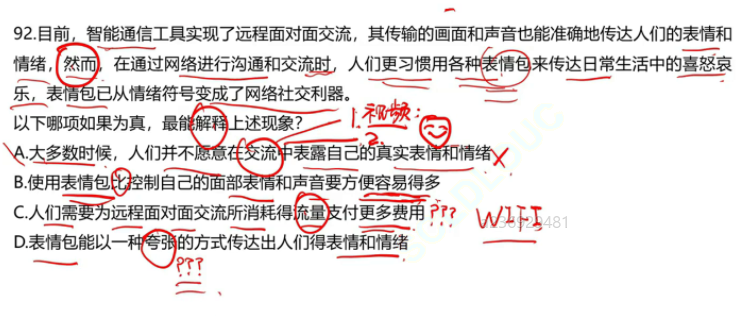 92.目前，智能通信工具实现了远程面对面交流，其传输的画面和声音也能准确地传达人们的表情和
情绪，然而，在通过网络进行沟通和交流时，人们更习惯用各种表情包来传达日常生活中的喜怒哀
乐，表情包已从情绪符号变成了网络社交利器。
1.视频：
以下哪项如果为真，最能解释上述现象？
2.
A.大多数时候，人们并不愿意在交流中表露自己的真实表情和情绪 X
B.使用表情包比控制自己的面部表情和声音要方便容易得多
C.人们需要为远程面对面交流所消耗得流量支付更多费用 ??? WIFI
D.表情包能以一种夸张的方式传达出人们得表情和情绪
???